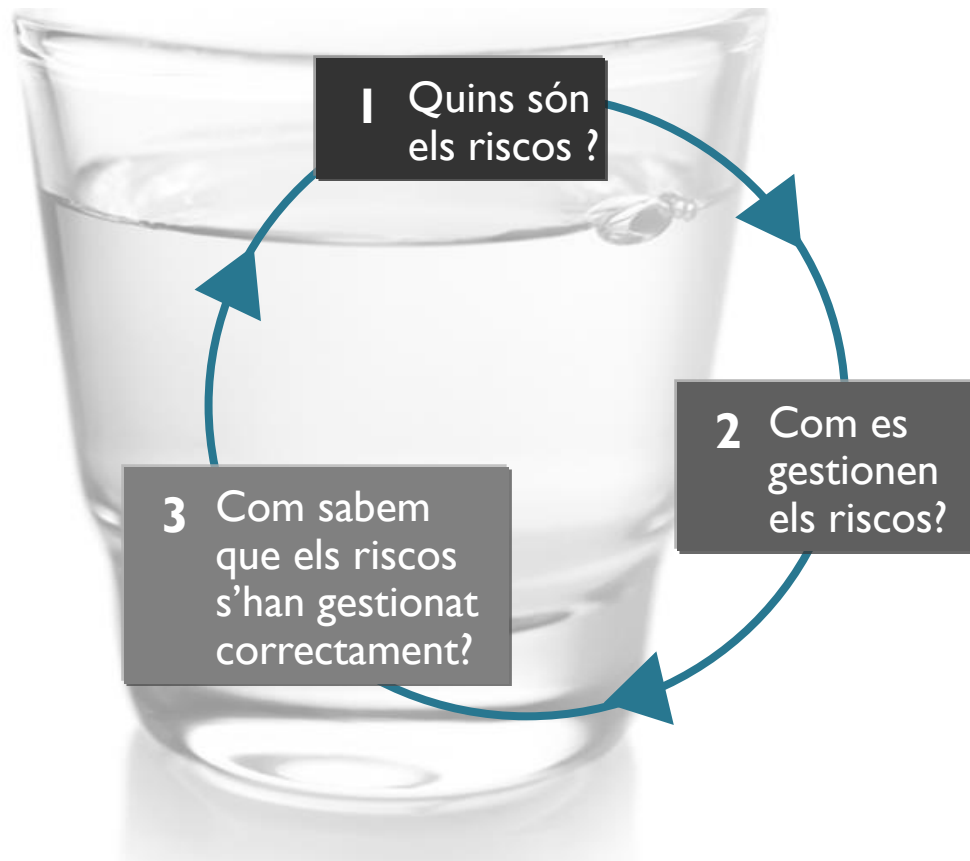 1 Quins són
els riscos ?
2 Com es
gestionen
els riscos?
3 Com sabem
que els riscos
s’han gestionat
correctament?